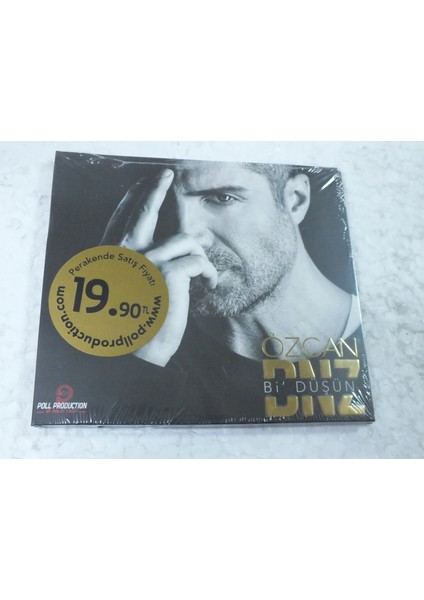 Perakende Satış Fiyatı
19.90TL
www.pollproduction.com
ÖZCAN
DNZ
Bi' DÜŞÜN
POLL PRODUCTION